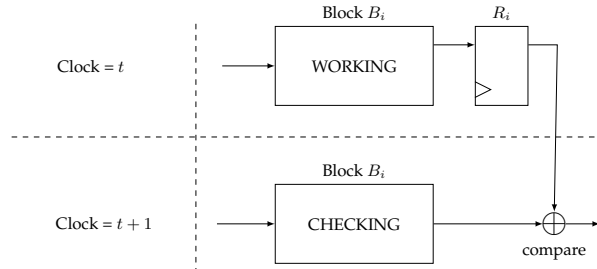 Block $B_i$
$R_i$
Clock = $t$
WORKING
Block $B_i$
Clock = $t+1$
CHECKING
compare